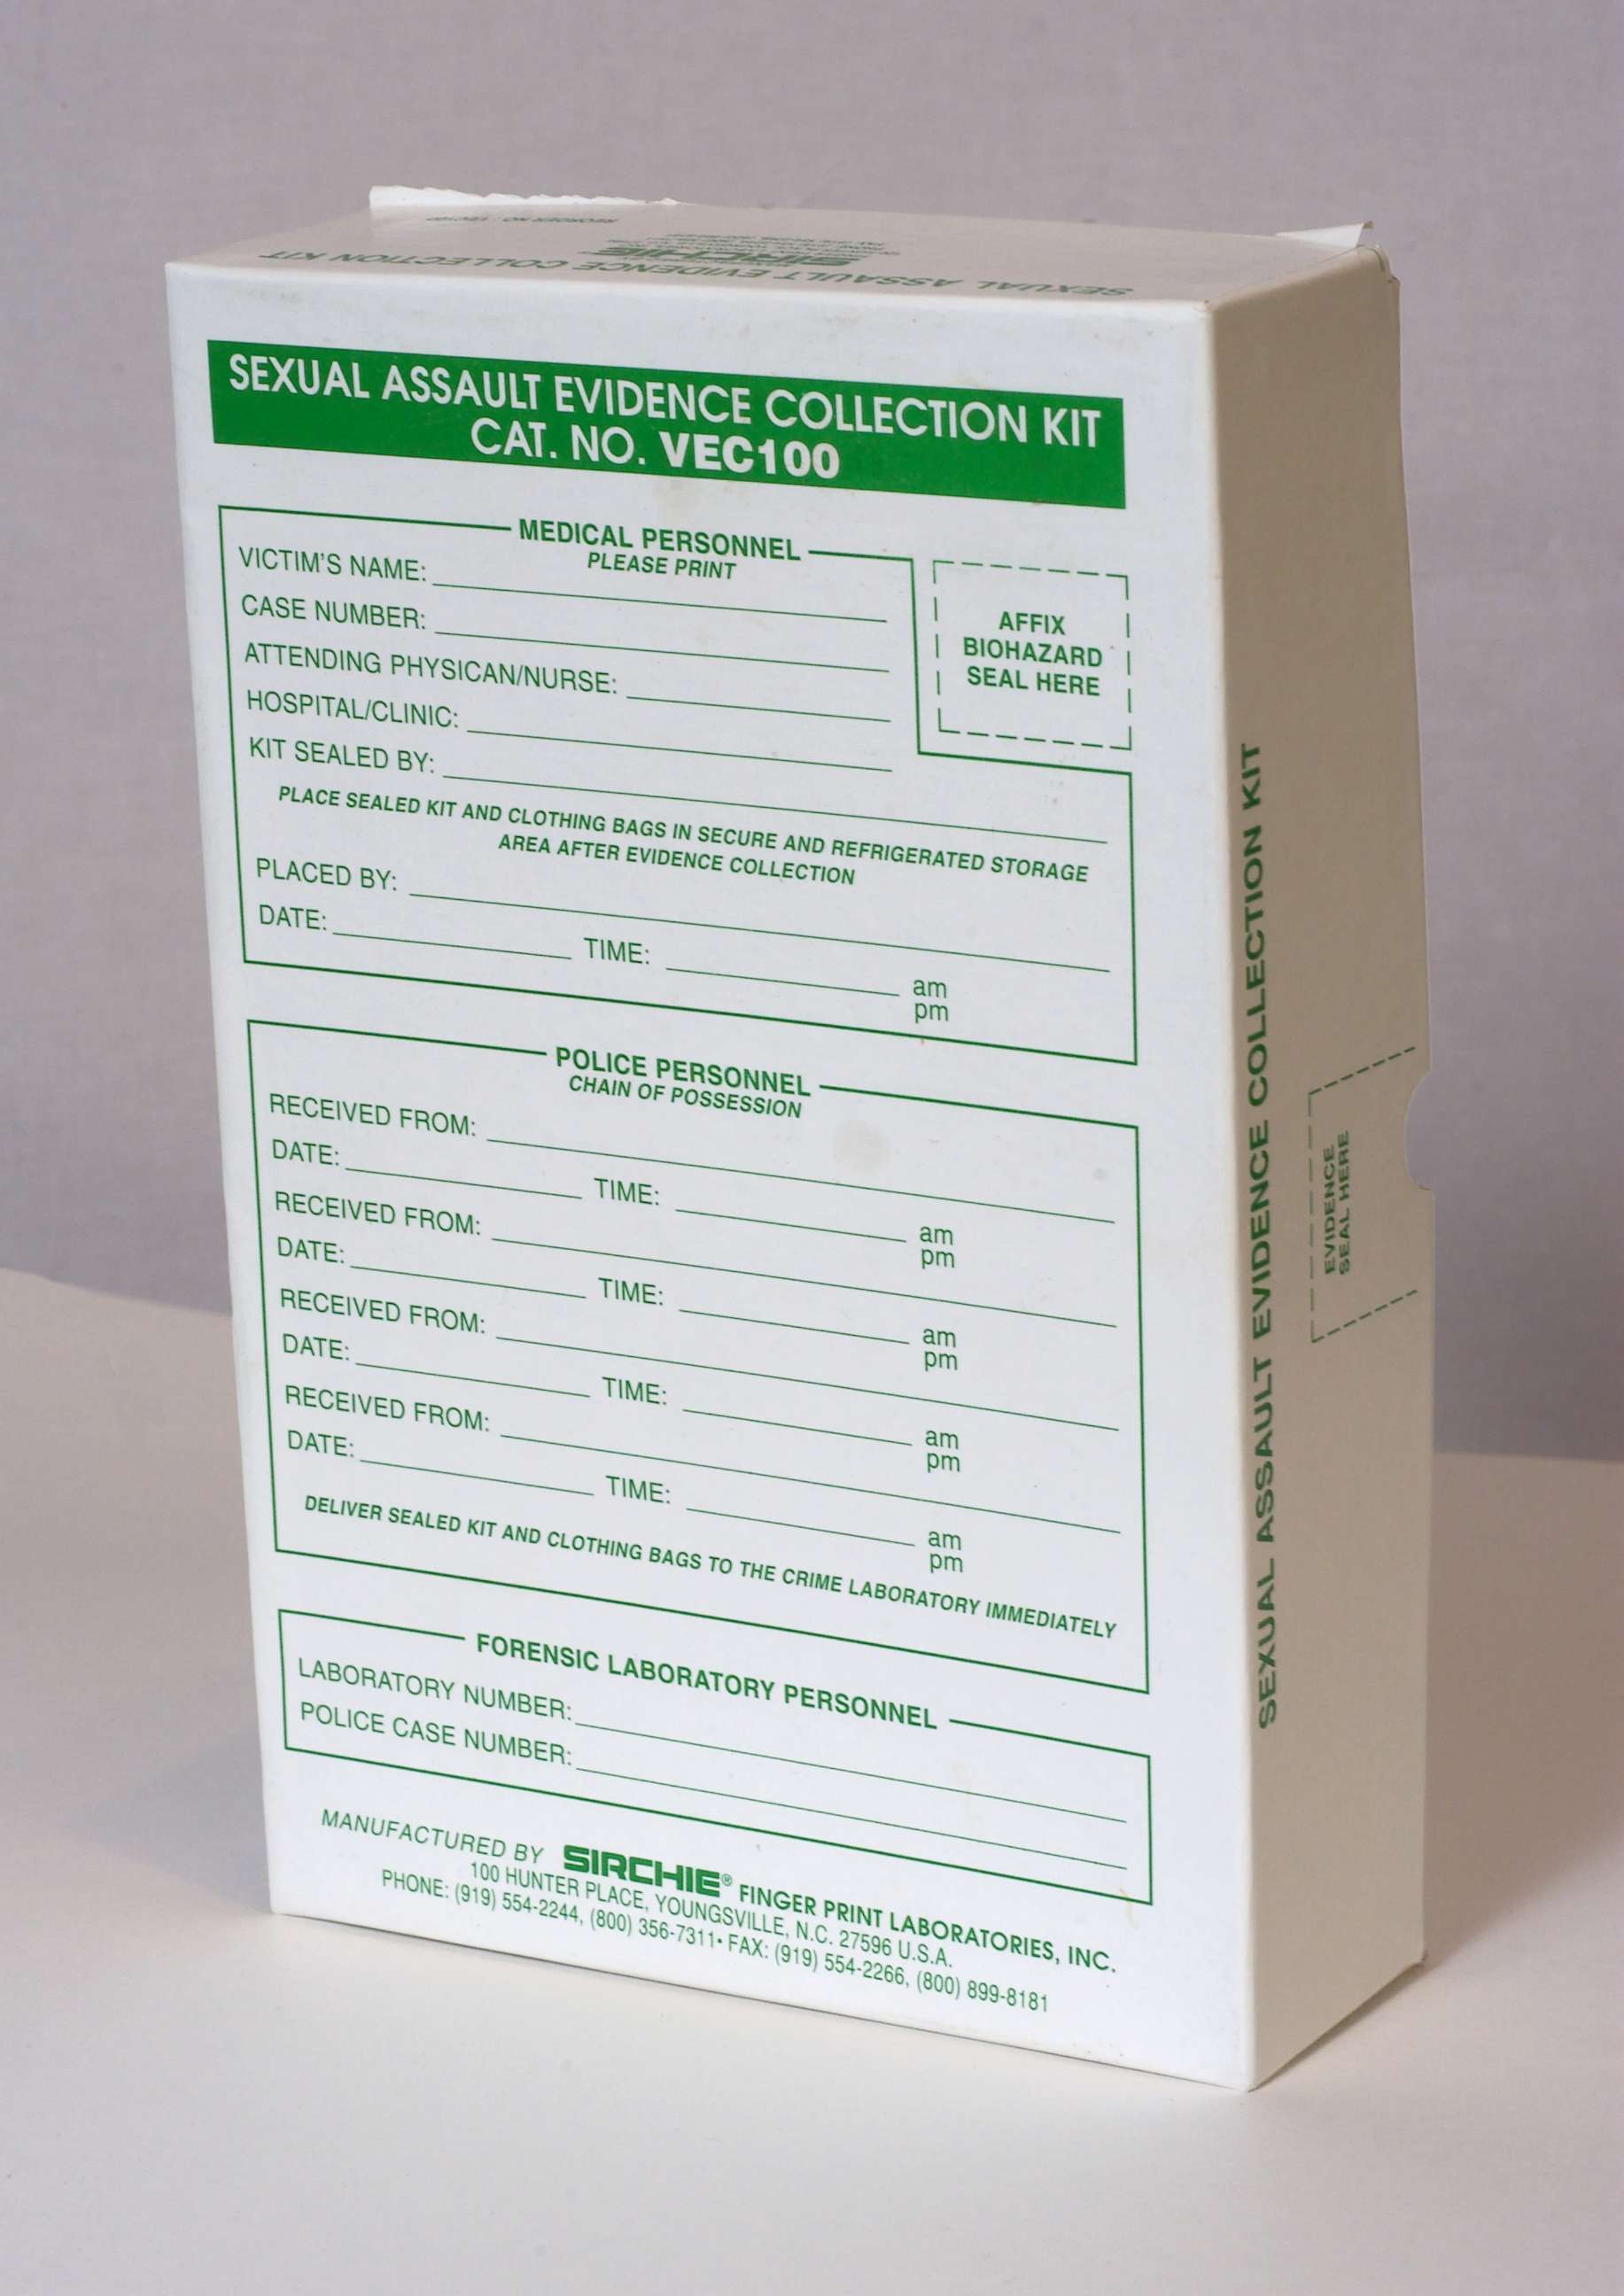 SEXUAL ASSAULT EVIDENCE COLLECTION KIT
SIRCHIE
SEXUAL ASSAULT EVIDENCE COLLECTION KIT
CAT. NO. VEC100
MEDICAL PERSONNEL
PLEASE PRINT
VICTIM'S NAME:
CASE NUMBER:
ATTENDING PHYSICAN/NURSE:
HOSPITAL/CLINIC:
KIT SEALED BY:
AFFIX
BIOHAZARD
SEAL HERE
PLACE SEALED KIT AND CLOTHING BAGS IN SECURE AND REFRIGERATED STORAGE
AREA AFTER EVIDENCE COLLECTION
PLACED BY:
DATE: TIME: am
pm
POLICE PERSONNEL
CHAIN OF POSSESSION
RECEIVED FROM:
DATE: TIME: am
pm
RECEIVED FROM:
DATE: TIME: am
pm
RECEIVED FROM:
DATE: TIME: am
pm
RECEIVED FROM:
DATE: TIME: am
pm
DELIVER SEALED KIT AND CLOTHING BAGS TO THE CRIME LABORATORY IMMEDIATELY
FORENSIC LABORATORY PERSONNEL
LABORATORY NUMBER:
POLICE CASE NUMBER:
MANUFACTURED BY SIRCHIE® FINGER PRINT LABORATORIES, INC.
100 HUNTER PLACE, YOUNGSVILLE, N.C. 27596 U.S.A.
PHONE: (919) 554-2244, (800) 356-7311• FAX: (919) 554-2266, (800) 899-8181
SEXUAL ASSAULT EVIDENCE COLLECTION KIT
EVIDENCE
SEAL HERE